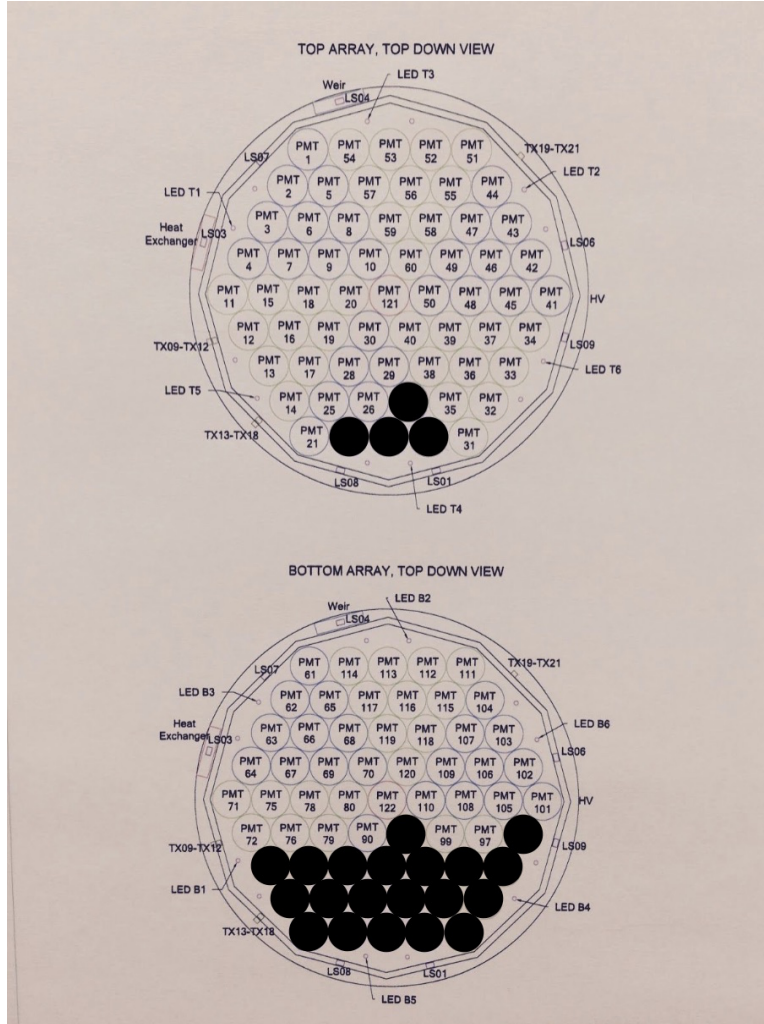 TOP ARRAY, TOP DOWN VIEW
LED T3
Weir
LS04
LS07
TX19-TX21
PMT 1 PMT 54 PMT 53 PMT 52 PMT 51
LED T2
PMT 2 PMT 5 PMT 57 PMT 56 PMT 55 PMT 44
LED T1
PMT 3 PMT 6 PMT 8 PMT 59 PMT 58 PMT 47 PMT 43
Heat Exchanger
LS03
LS06
PMT 4 PMT 7 PMT 9 PMT 10 PMT 60 PMT 49 PMT 46 PMT 42
PMT 11 PMT 15 PMT 18 PMT 20 PMT 121 PMT 50 PMT 48 PMT 45 PMT 41
HV
PMT 12 PMT 16 PMT 19 PMT 30 PMT 40 PMT 39 PMT 37 PMT 34
TX09-TX12
LS09
PMT 13 PMT 17 PMT 28 PMT 29 PMT 38 PMT 36 PMT 33
LED T6
LED T5
PMT 14 PMT 25 PMT 26 PMT 35 PMT 32
TX13-TX18
PMT 21 PMT 31
LS08
LS01
LED T4
BOTTOM ARRAY, TOP DOWN VIEW
LED B2
Weir
LS04
LS07
TX19-TX21
PMT 61 PMT 114 PMT 113 PMT 112 PMT 111
LED B3
PMT 62 PMT 65 PMT 117 PMT 116 PMT 115 PMT 104
LED B6
Heat Exchanger
LS03
PMT 63 PMT 66 PMT 68 PMT 119 PMT 118 PMT 107 PMT 103
LS06
PMT 64 PMT 67 PMT 69 PMT 70 PMT 120 PMT 109 PMT 106 PMT 102
PMT 71 PMT 75 PMT 78 PMT 80 PMT 122 PMT 110 PMT 108 PMT 105 PMT 101
HV
PMT 72 PMT 76 PMT 79 PMT 90 PMT 99 PMT 97
TX09-TX12
LS09
LED B1
LED B4
TX13-TX18
LS08
LS01
LED B5